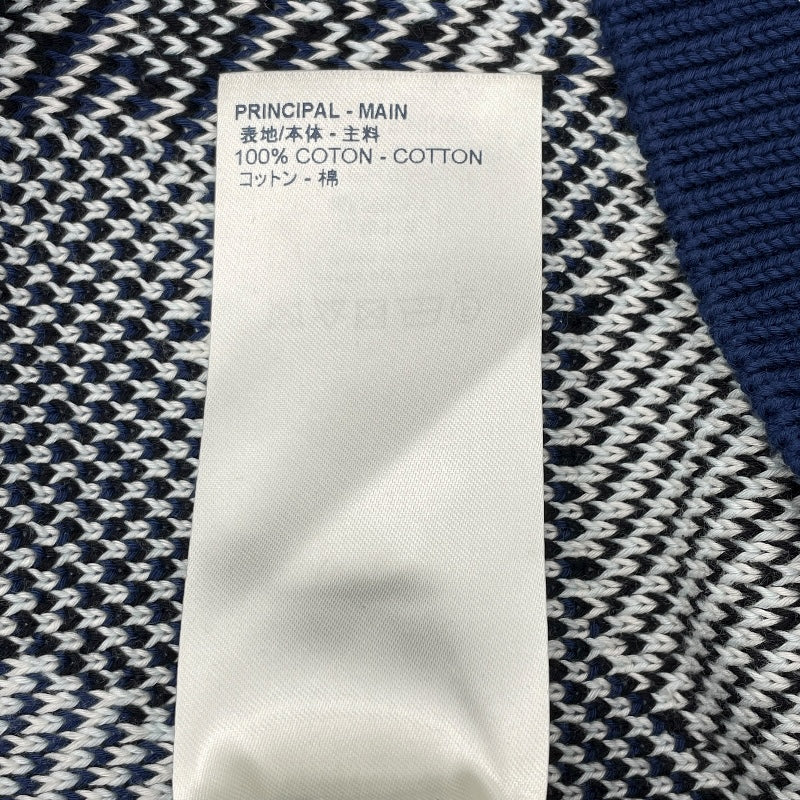 PRINCIPAL - MAIN
表地/本体 - 主料
100% COTON - COTTON
コットン - 棉